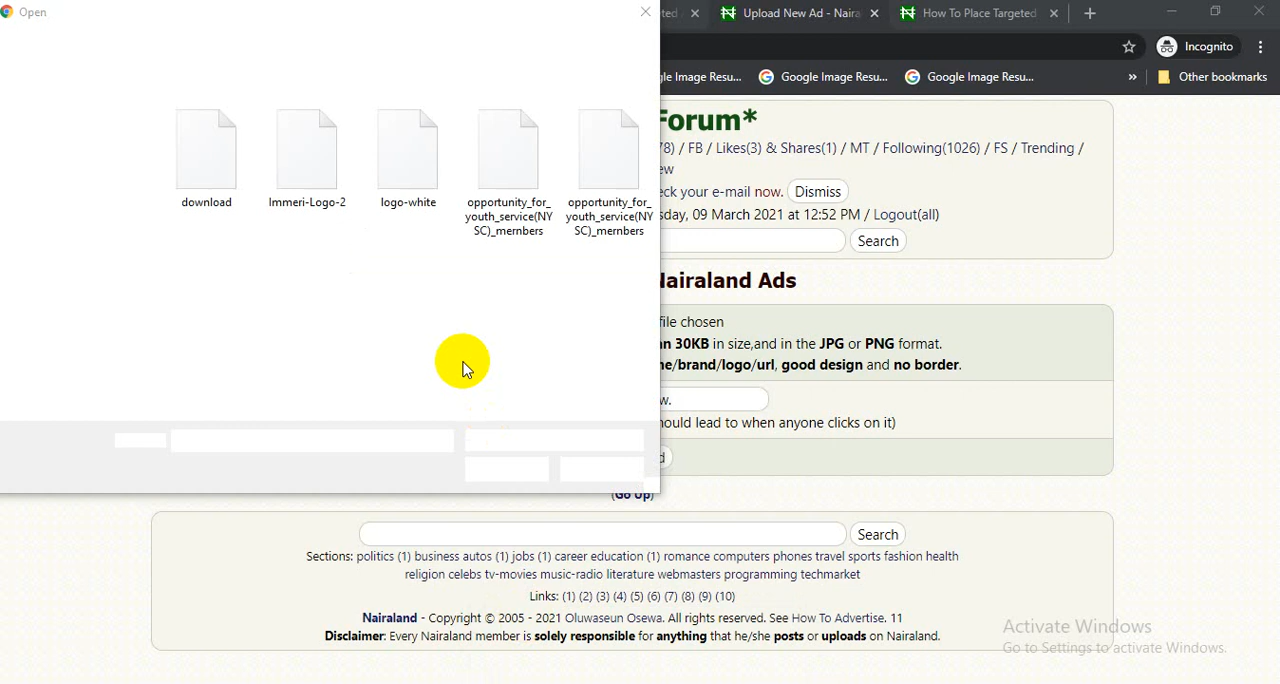 Open
ted
Upload New Ad - Naira
How To Place Targeted
Incognito
le Image Resu...
Google Image Resu...
Google Image Resu...
»
Other bookmarks
Forum*
78) / FB / Likes(3) & Shares(1) / MT / Following(1026) / FS / Trending /
ew
eck your e-mail now. Dismiss
sday, 09 March 2021 at 12:52 PM / Logout(all)
Search
download
Immeri-Logo-2
logo-white
opportunity_for_
youth_service(NY
SC)_mernbers
opportunity_for_
youth_service(NY
SC)_mernbers
Nairaland Ads
file chosen
an 30KB in size,and in the JPG or PNG format.
me/brand/logo/url, good design and no border.
w.
hould lead to when anyone clicks on it)
d
(Go Up)
Search
Sections: politics (1) business autos (1) jobs (1) career education (1) romance computers phones travel sports fashion health
religion celebs tv-movies music-radio literature webmasters programming techmarket
Links: (1) (2) (3) (4) (5) (6) (7) (8) (9) (10)
Nairaland - Copyright © 2005 - 2021 Oluwaseun Osewa. All rights reserved. See How To Advertise. 11
Disclaimer: Every Nairaland member is solely responsible for anything that he/she posts or uploads on Nairaland.
Activate Windows
Go to Settings to activate Windows.